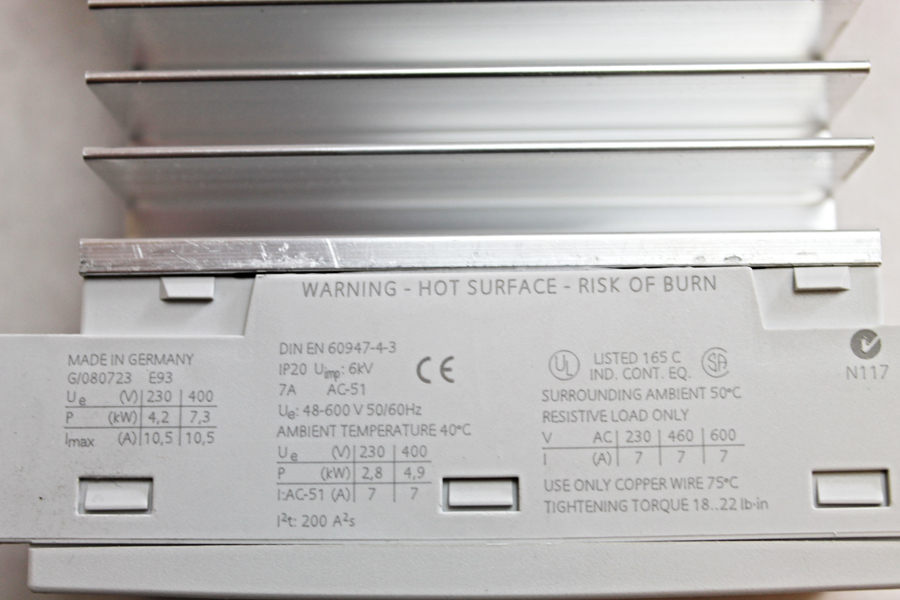 WARNING - HOT SURFACE - RISK OF BURN
MADE IN GERMANY
G/080723 E93
Ue (V) 230 400
P (kW) 4,2 7,3
Imax (A) 10,5 10,5
DIN EN 60947-4-3
IP20 Uimp: 6kV
7A AC-51
CE
Ue: 48-600 V 50/60Hz
AMBIENT TEMPERATURE 40°C
Ue (V) 230 400
P (kW) 2,8 4,9
I:AC-51 (A) 7 7
I²t: 200 A²s
UL LISTED 165 C SA
IND. CONT. EQ.
SURROUNDING AMBIENT 50°C
RESISTIVE LOAD ONLY
V AC 230 460 600
I (A) 7 7 7
USE ONLY COPPER WIRE 75°C
TIGHTENING TORQUE 18..22 lb-in
N117